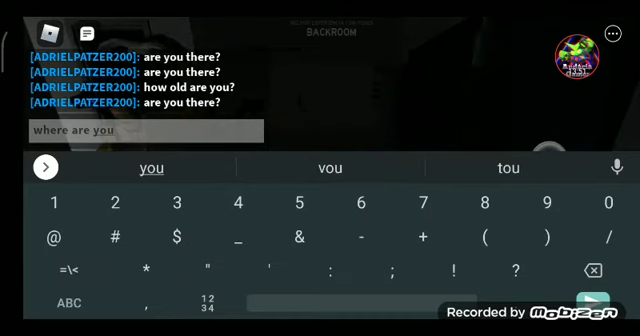 BACKROOM
[ADRIELPATZER200]: are you there?
[ADRIELPATZER200]: are you there?
[ADRIELPATZER200]: how old are you?
[ADRIELPATZER200]: are you there?
where are you
you vou tou
1 2 3 4 5 6 7 8 9 0
@ # $ _ & - + ( ) /
=\< * " ' : ; ! ?
ABC , 12 34
Recorded by Mobizen